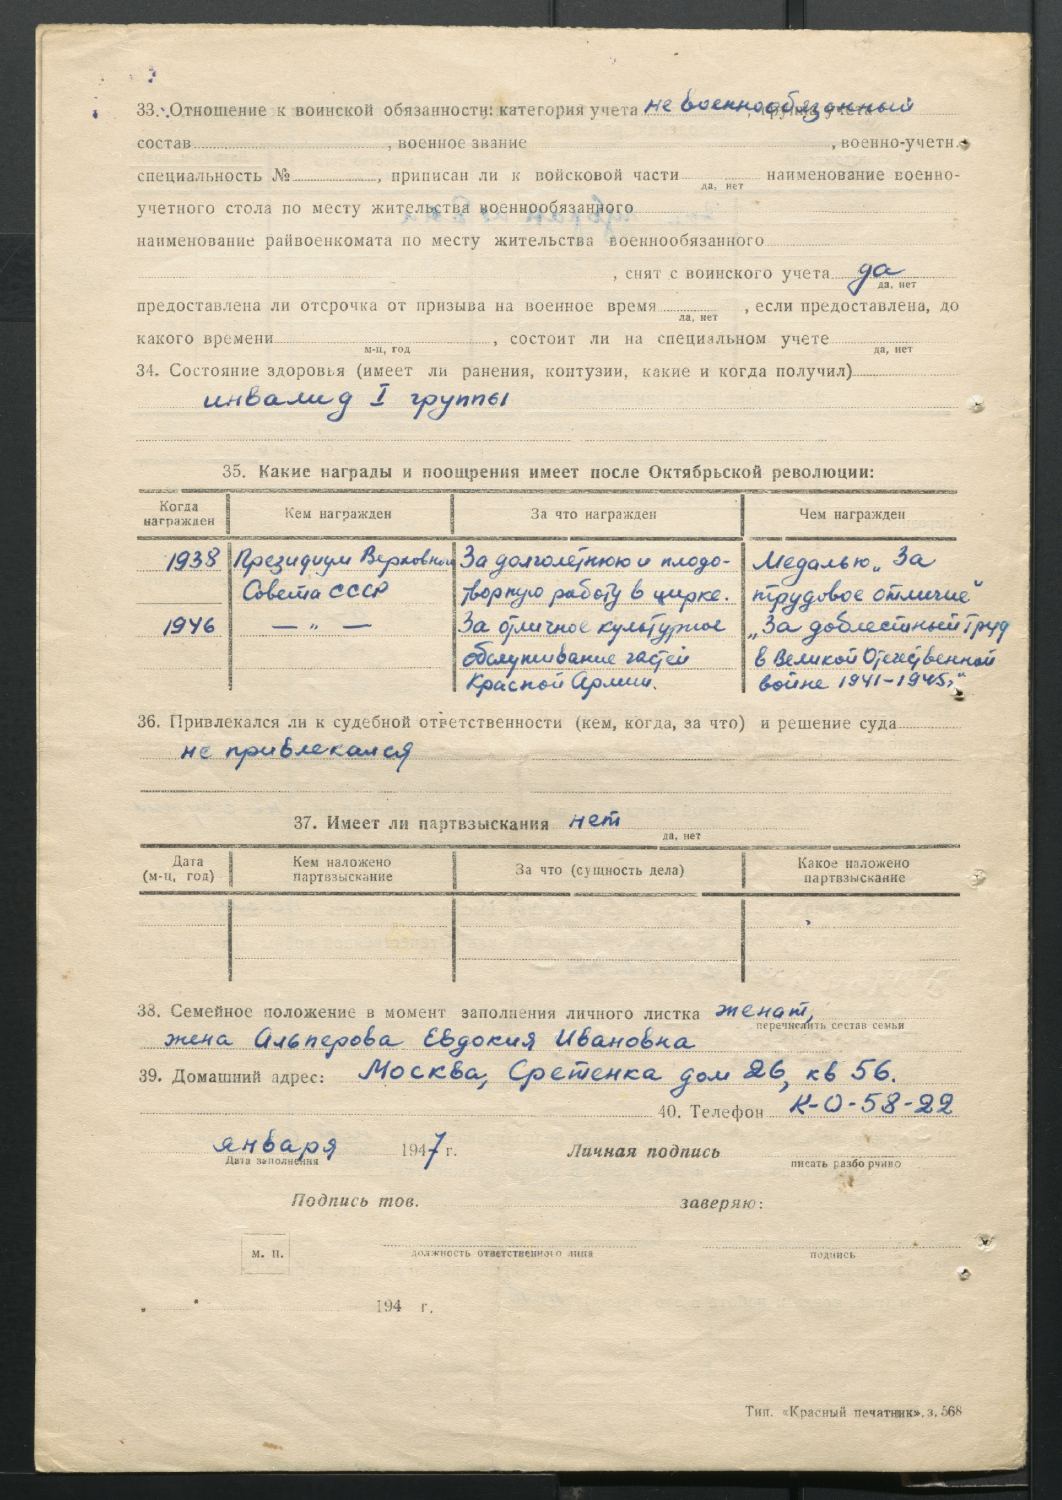 33. Отношение к воинской обязанности: категория учета не военнообязанный, группа учета
состав , военное звание , военно-учетн.
специальность № , приписан ли к войсковой части наименование военно-
да, нет
учетного стола по месту жительства военнообязанного
наименование райвоенкомата по месту жительства военнообязанного
, снят с воинского учета да
да, нет
предоставлена ли отсрочка от призыва на военное время , если предоставлена, до
да, нет
какого времени , состоит ли на специальном учете
м-ц, год да, нет
34. Состояние здоровья (имеет ли ранения, контузии, какие и когда получил)
инвалид I группы
35. Какие награды и поощрения имеет после Октябрьской революции:
Когда награжден Кем награжден За что награжден Чем награжден
1938 Президиум Верховным За долголетнюю и плодо- Медалью „За
Совета СССР творную работу в цирке. трудовое отличие"
1946 — " — За отличное культурное „За доблестный труд
обслуживание частей в Великой Отечественной
Красной Армии. войне 1941-1945г."
36. Привлекался ли к судебной ответственности (кем, когда, за что) и решение суда
не привлекался
37. Имеет ли партвзыскания нет
да, нет
Дата Кем наложено За что (сущность дела) Какое наложено
(м-ц, год) партвзыскание партвзыскание
38. Семейное положение в момент заполнения личного листка женат,
перечислить состав семьи
жена Альперова Евдокия Ивановна
39. Домашний адрес: Москва, Сретенка дом 26, кв 56.
40. Телефон К-0-58-22
января 1947 г. Личная подпись
Дата заполнения писать разборчиво
Подпись тов. заверяю:
м. п. должность ответственного лица подпись
194 г.
Тип. «Красный печатник». з. 568